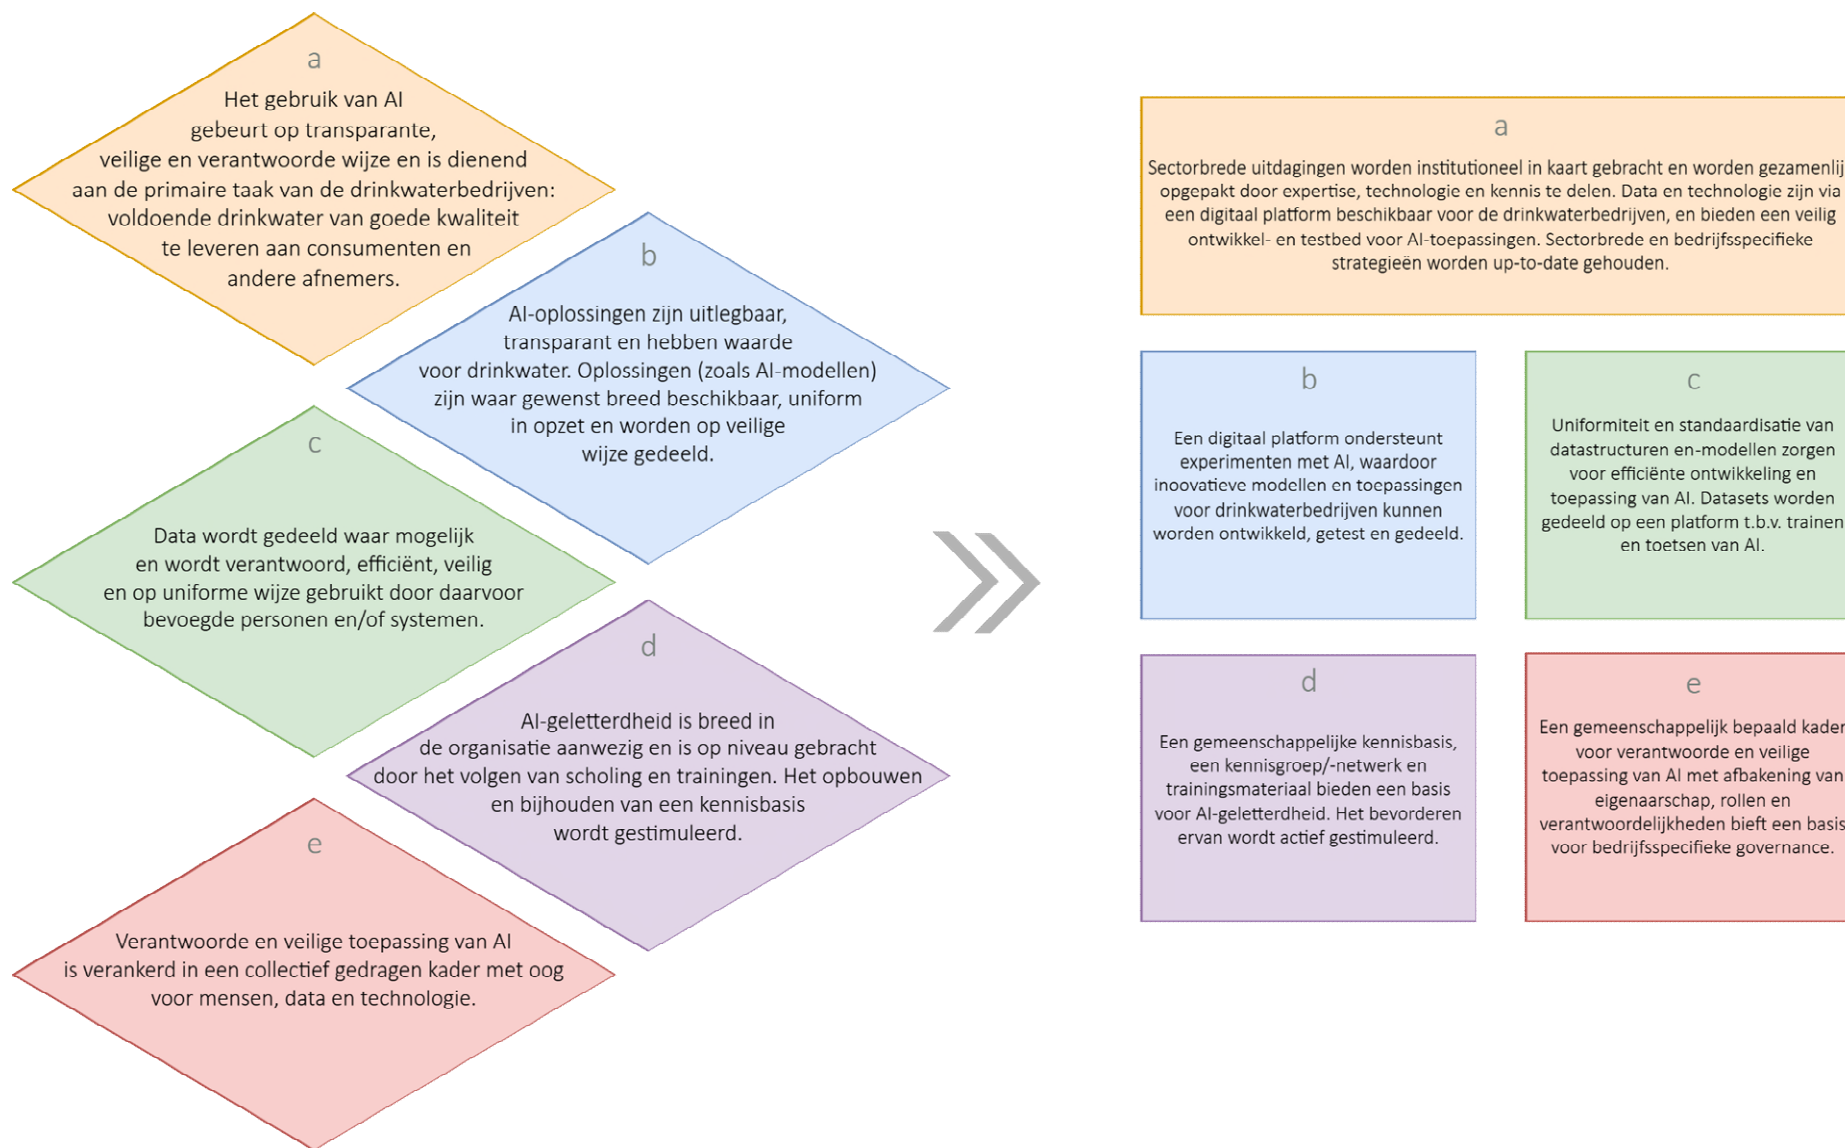 a
Het gebruik van AI
gebeurt op transparante,
veilige en verantwoorde wijze en is dienend
aan de primaire taak van de drinkwaterbedrijven:
voldoende drinkwater van goede kwaliteit
te leveren aan consumenten en
andere afnemers.
b
AI-oplossingen zijn uitlegbaar,
transparant en hebben waarde
voor drinkwater. Oplossingen (zoals AI-modellen)
zijn waar gewenst breed beschikbaar, uniform
in opzet en worden op veilige
wijze gedeeld.
c
Data wordt gedeeld waar mogelijk
en wordt verantwoord, efficiënt, veilig
en op uniforme wijze gebruikt door daarvoor
bevoegde personen en/of systemen.
d
AI-geletterdheid is breed in
de organisatie aanwezig en is op niveau gebracht
door het volgen van scholing en trainingen. Het opbouwen
en bijhouden van een kennisbasis
wordt gestimuleerd.
e
Verantwoorde en veilige toepassing van AI
is verankerd in een collectief gedragen kader met oog
voor mensen, data en technologie.
a
Sectorbrede uitdagingen worden institutioneel in kaart gebracht en worden gezamenlij
opgepakt door expertise, technologie en kennis te delen. Data en technologie zijn via
een digitaal platform beschikbaar voor de drinkwaterbedrijven, en bieden een veilig
ontwikkel- en testbed voor AI-toepassingen. Sectorbrede en bedrijfsspecifieke
strategieën worden up-to-date gehouden.
b
Een digitaal platform ondersteunt
experimenten met AI, waardoor
inoovatieve modellen en toepassingen
voor drinkwaterbedrijven kunnen
worden ontwikkeld, getest en gedeeld.
c
Uniformiteit en standaardisatie van
datastructuren en-modellen zorgen
voor efficiënte ontwikkeling en
toepassing van AI. Datasets worden
gedeeld op een platform t.b.v. trainen
en toetsen van AI.
d
Een gemeenschappelijke kennisbasis,
een kennisgroep/-netwerk en
trainingsmateriaal bieden een basis
voor AI-geletterdheid. Het bevorderen
ervan wordt actief gestimuleerd.
e
Een gemeenschappelijk bepaald kader
voor verantwoorde en veilige
toepassing van AI met afbakening van
eigenaarschap, rollen en
verantwoordelijkheden bieft een basis
voor bedrijfsspecifieke governance.